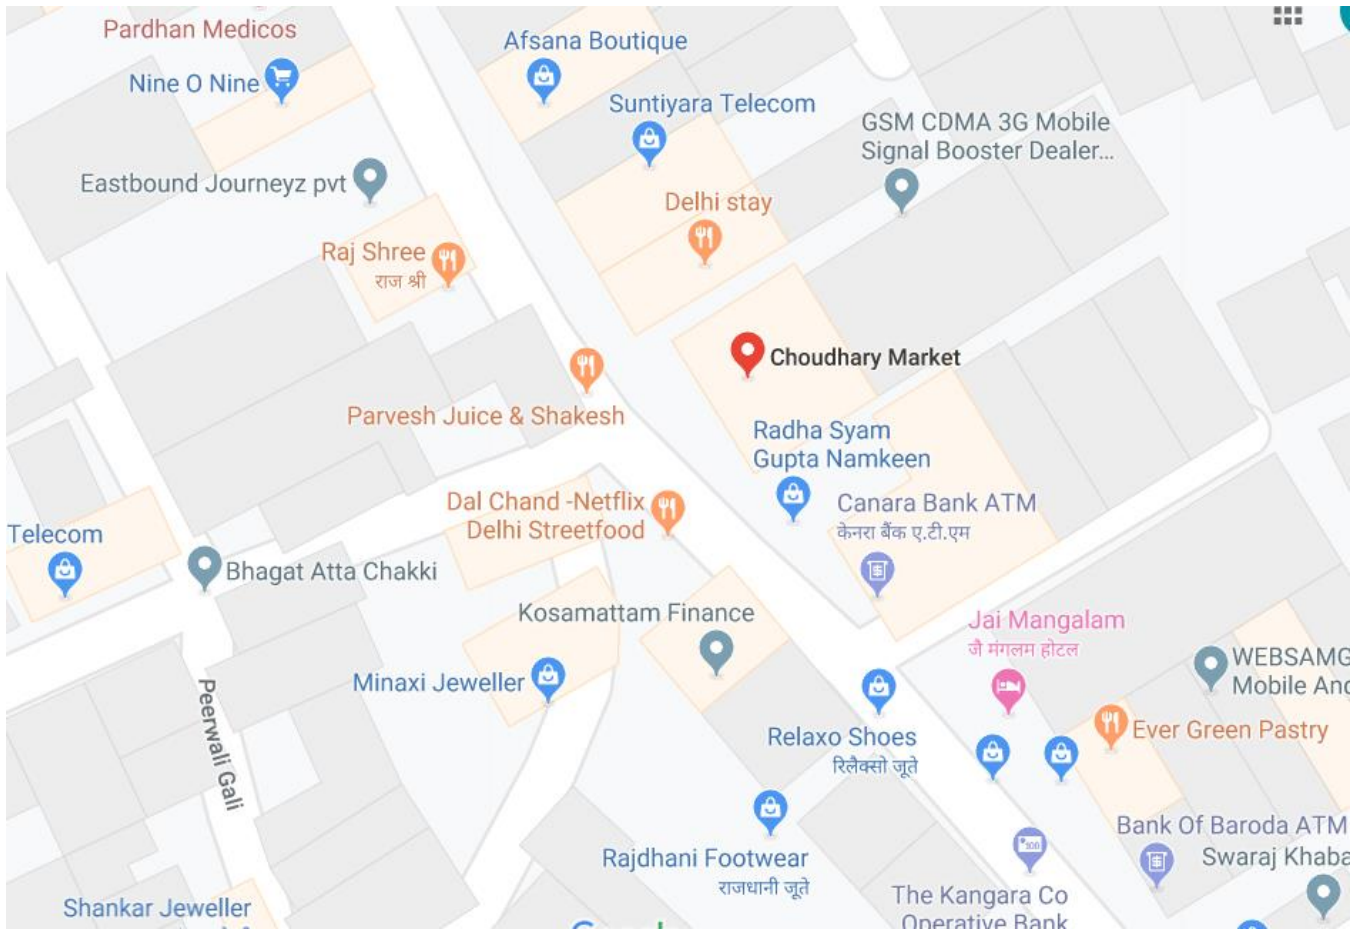 Pardhan Medicos
Nine O Nine
Afsana Boutique
Suntiyara Telecom
GSM CDMA 3G Mobile
Signal Booster Dealer...
Eastbound Journeyz pvt
Delhi stay
Raj Shree
राज श्री
Choudhary Market
Parvesh Juice & Shakesh
Radha Syam
Gupta Namkeen
Dal Chand -Netflix
Delhi Streetfood
Canara Bank ATM
केनरा बैंक ए.टी.एम
Telecom
Bhagat Atta Chakki
Kosamattam Finance
Jai Mangalam
जै मंगलम होटल
WEBSAMG
Mobile And
Minaxi Jeweller
Peerwali Gali
Relaxo Shoes
रिलैक्सो जूते
Ever Green Pastry
Bank Of Baroda ATM
Swaraj Khaba
Rajdhani Footwear
राजधानी जूते
The Kangara Co
Operative Bank
Shankar Jeweller